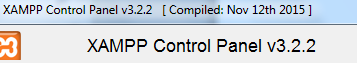 XAMPP Control Panel v3.2.2 [ Compiled: Nov 12th 2015 ]
XAMPP Control Panel v3.2.2